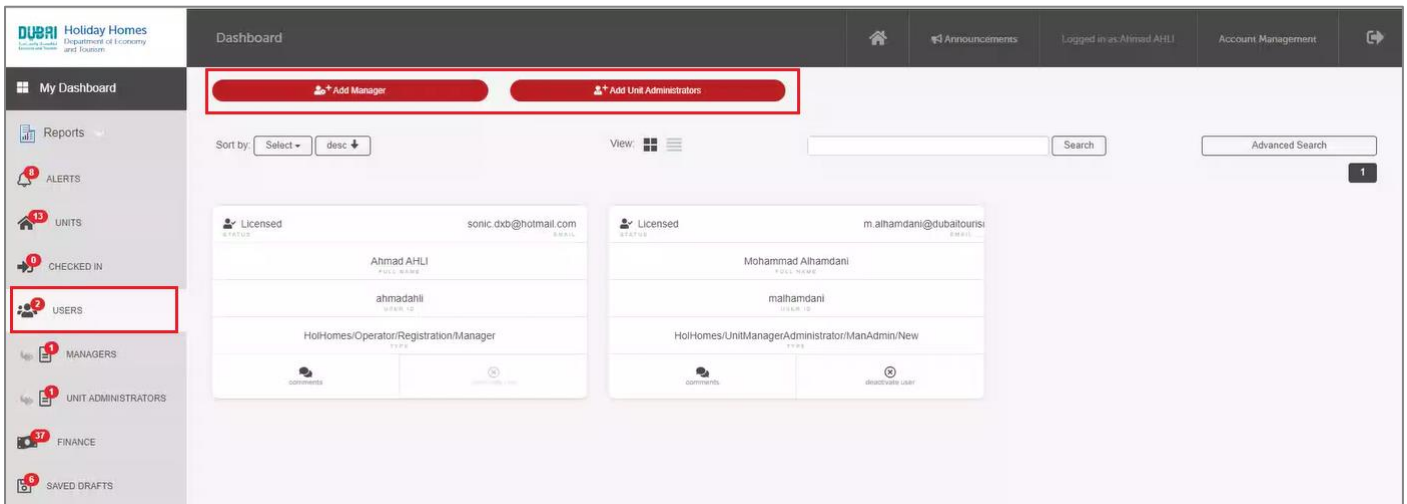 DUBAI
Holiday Homes
Department of Economy
and Tourism
Dashboard
Announcements
Logged in as:Ahmed AHLI
Account Management
My Dashboard
Add Manager
Add Unit Administrators
Reports
Sort by: Select desc
View:
Search
Advanced Search
1
8 ALERTS
13 UNITS
0 CHECKED IN
2 USERS
1 MANAGERS
1 UNIT ADMINISTRATORS
37 FINANCE
6 SAVED DRAFTS
Licensed
STATUS
sonic.dxb@hotmail.com
EMAIL
Ahmad AHLI
FULL NAME
ahmadahli
USER ID
HolHomes/Operator/Registration/Manager
TYPE
comments
deactivate user
Licensed
STATUS
m.alhamdani@dubaitouris
EMAIL
Mohammad Alhamdani
FULL NAME
malhamdani
USER ID
HolHomes/UnitManagerAdministrator/ManAdmin/New
TYPE
comments
deactivate user